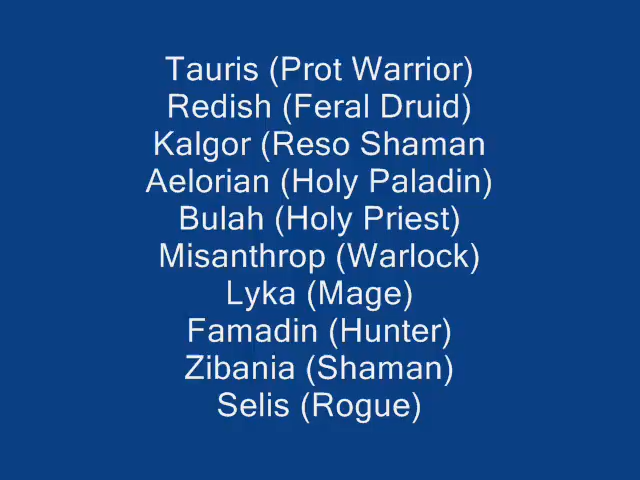 Tauris (Prot Warrior)
Redish (Feral Druid)
Kalgor (Reso Shaman
Aelorian (Holy Paladin)
Bulah (Holy Priest)
Misanthrop (Warlock)
Lyka (Mage)
Famadin (Hunter)
Zibania (Shaman)
Selis (Rogue)